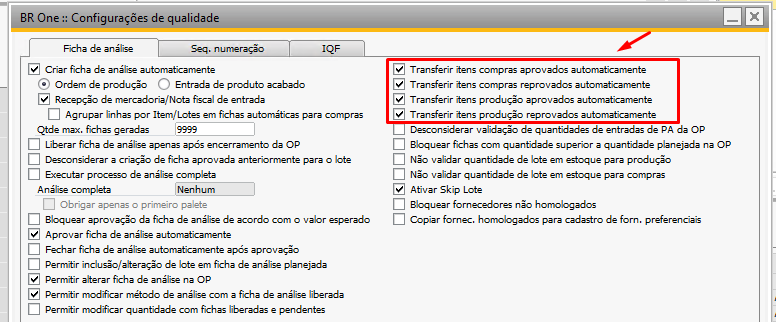 BR One :: Configurações de qualidade
Ficha de análise
Seq. numeração
IQF
Criar ficha de análise automaticamente
Ordem de produção
Entrada de produto acabado
Recepção de mercadoria/Nota fiscal de entrada
Agrupar linhas por Item/Lotes em fichas automáticas para compras
Qtde max. fichas geradas 9999
Liberar ficha de análise apenas após encerramento da OP
Desconsiderar a criação de ficha aprovada anteriormente para o lote
Executar processo de análise completa
Análise completa Nenhum
Obrigar apenas o primeiro palete
Bloquear aprovação da ficha de análise de acordo com o valor esperado
Aprovar ficha de análise automaticamente
Fechar ficha de análise automaticamente após aprovação
Permitir inclusão/alteração de lote em ficha de análise planejada
Permitir alterar ficha de análise na OP
Permitir modificar método de análise com a ficha de análise liberada
Permitir modificar quantidade com fichas liberadas e pendentes
Transferir itens compras aprovados automaticamente
Transferir itens compras reprovados automaticamente
Transferir itens produção aprovados automaticamente
Transferir itens produção reprovados automaticamente
Desconsiderar validação de quantidades de entradas de PA da OP
Bloquear fichas com quantidade superior a quantidade planejada na OP
Não validar quantidade de lote em estoque para produção
Não validar quantidade de lote em estoque para compras
Ativar Skip Lote
Bloquear fornecedores não homologados
Copiar fornec. homologados para cadastro de forn. preferenciais